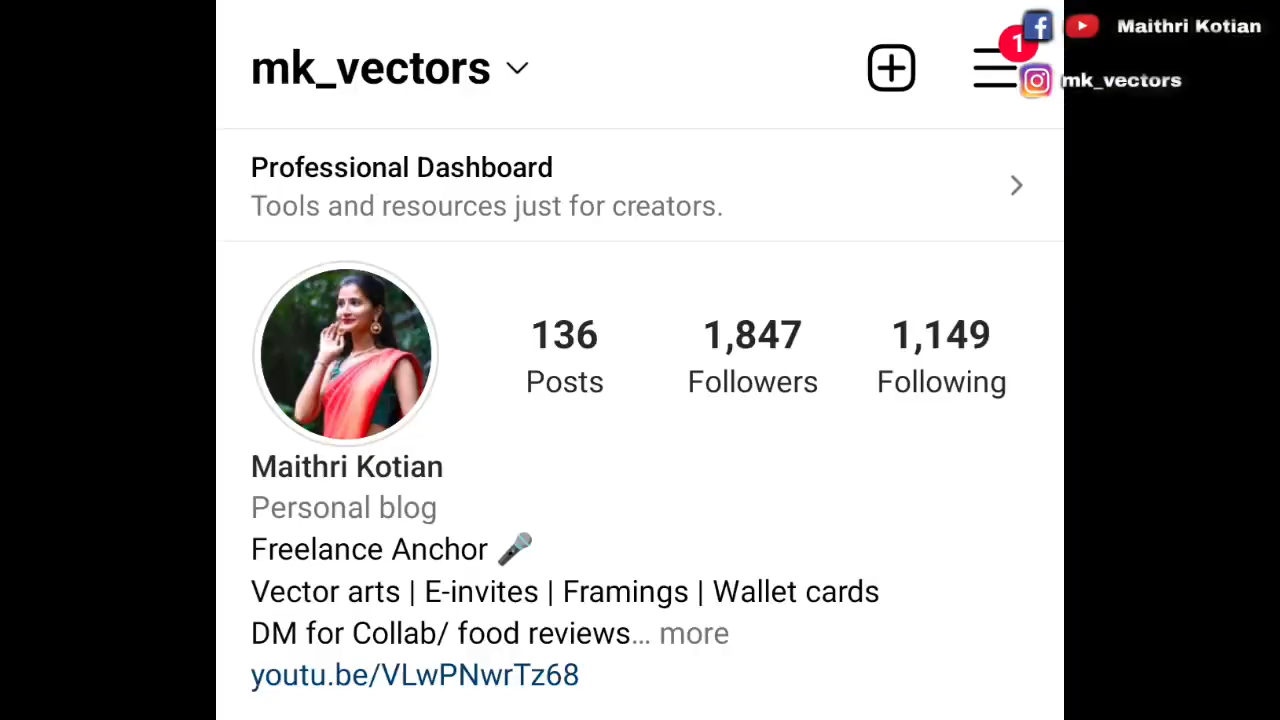 mk_vectors
1
Maithri Kotian
mk_vectors
Professional Dashboard
Tools and resources just for creators.
136 1,847 1,149
Posts Followers Following
Maithri Kotian
Personal blog
Freelance Anchor 🎤
Vector arts | E-invites | Framings | Wallet cards
DM for Collab/ food reviews... more
youtu.be/VLwPNwrTz68